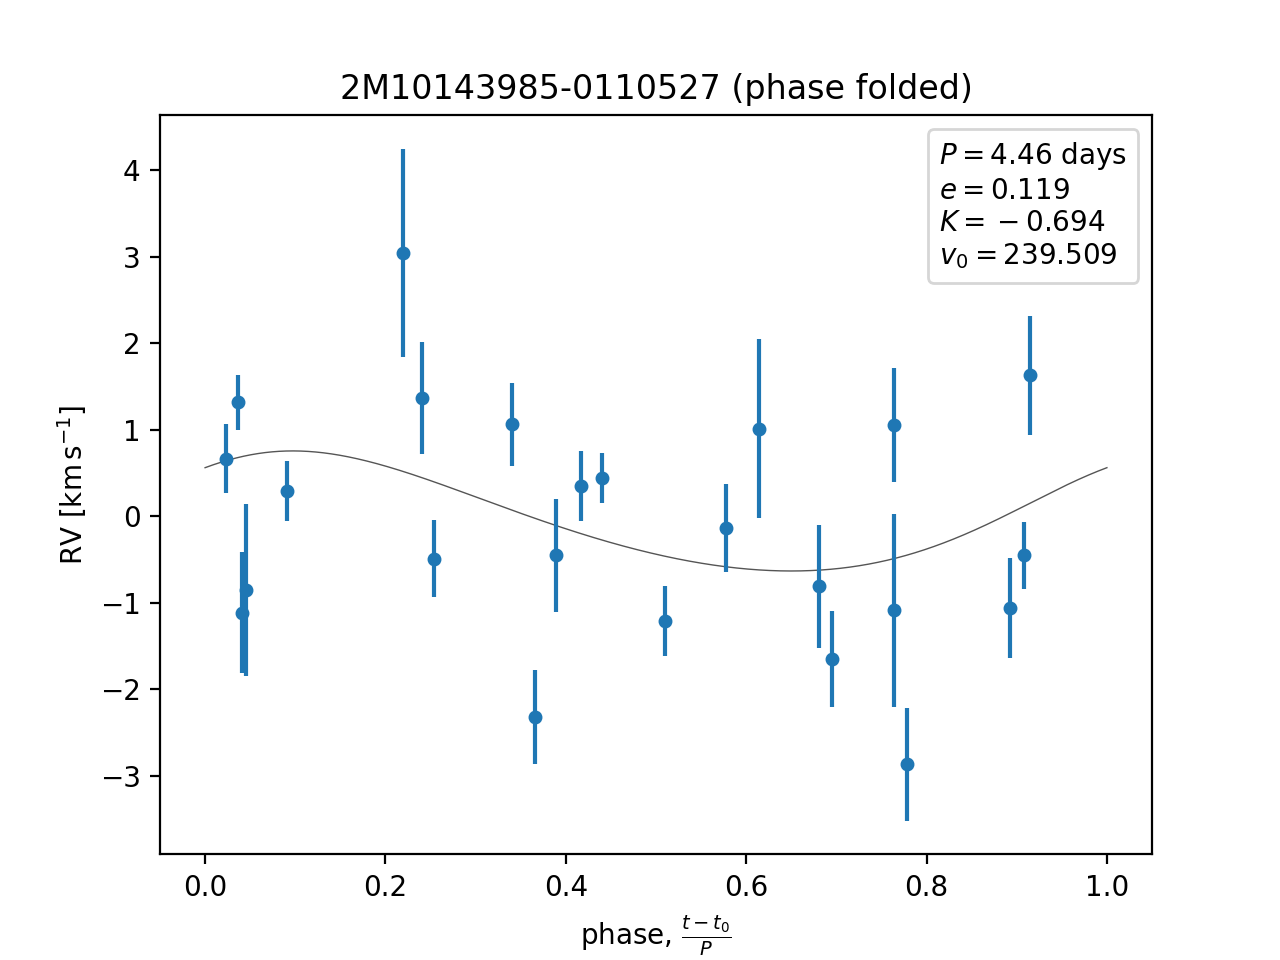 2M10143985-0110527 (phase folded)
P = 4.46 days
e = 0.119
K = −0.694
v₀ = 239.509
4
3
2
1
0
−1
−2
−3
RV [km s⁻¹]
0.0 0.2 0.4 0.6 0.8 1.0
phase, (t − t₀)/P